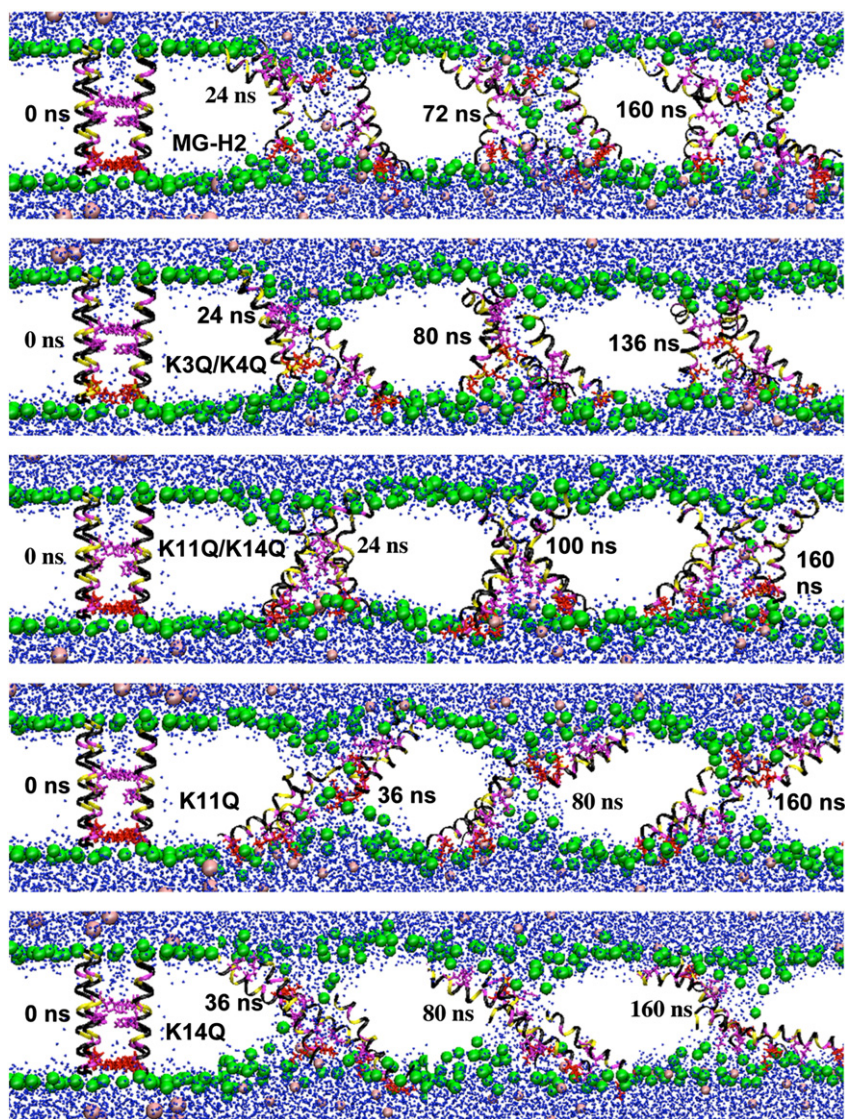 0 ns
24 ns
MG-H2
72 ns
160 ns
0 ns
24 ns
K3Q/K4Q
80 ns
136 ns
0 ns
K11Q/K14Q
24 ns
100 ns
160
ns
0 ns
K11Q
36 ns
80 ns
160 ns
0 ns
36 ns
K14Q
80 ns
160 ns